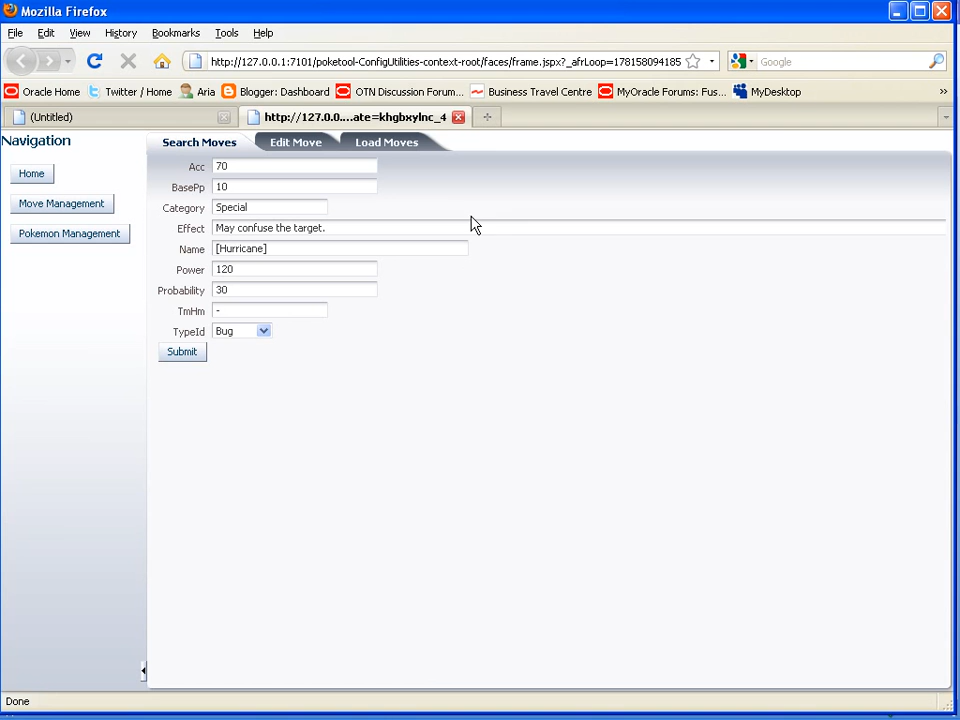 Mozilla Firefox
File Edit View History Bookmarks Tools Help
http://127.0.0.1:7101/poketool-ConfigUtilities-context-root/faces/frame.jspx?_afrLoop=178158094185
Google
Oracle Home Twitter / Home Aria Blogger: Dashboard OTN Discussion Forum... Business Travel Centre MyOracle Forums: Fus... MyDesktop »
(Untitled) http://127.0.0....ate=khgbxylnc_4
Navigation
Search Moves Edit Move Load Moves
Home
Move Management
Pokemon Management
Acc 70
BasePp 10
Category Special
Effect May confuse the target.
Name [Hurricane]
Power 120
Probability 30
TmHm -
TypeId Bug
Submit
Done